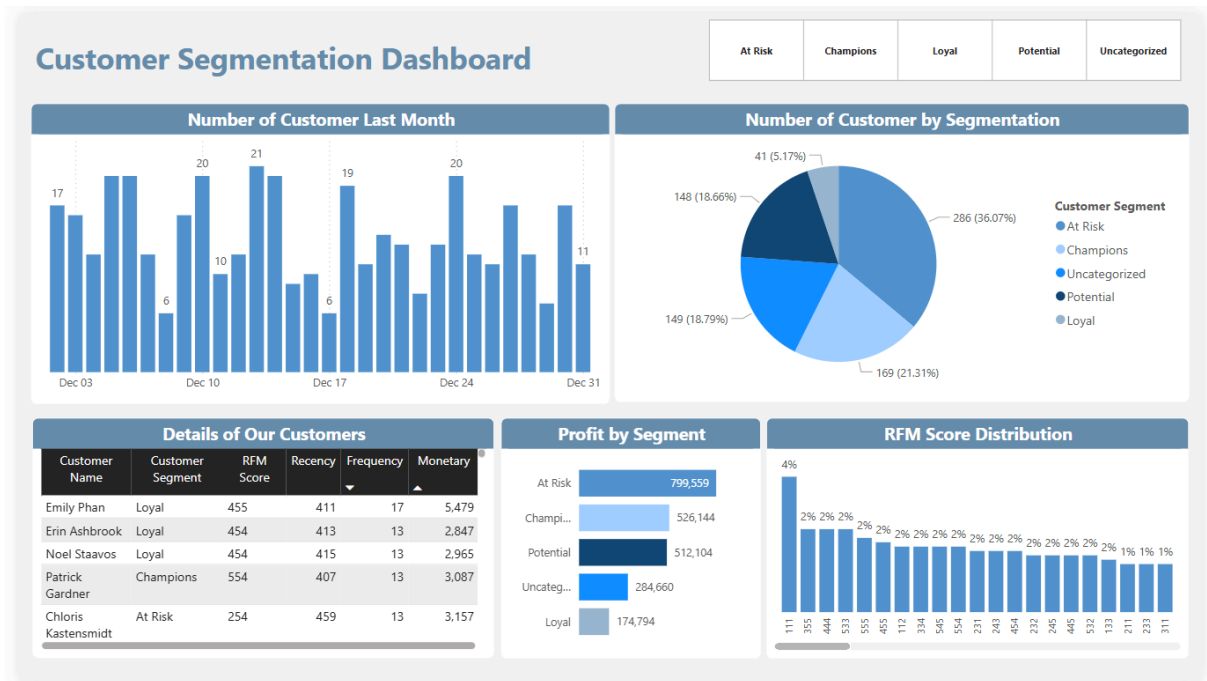 Customer Segmentation Dashboard
At Risk
Champions
Loyal
Potential
Uncategorized
Number of Customer Last Month
17
6
20
10
21
6
19
20
11
Dec 03
Dec 10
Dec 17
Dec 24
Dec 31
Number of Customer by Segmentation
41 (5.17%)
148 (18.66%)
149 (18.79%)
286 (36.07%)
169 (21.31%)
Customer Segment
At Risk
Champions
Uncategorized
Potential
Loyal
Details of Our Customers
Customer Name Customer Segment RFM Score Recency Frequency Monetary
Emily Phan Loyal 455 411 17 5,479
Erin Ashbrook Loyal 454 413 13 2,847
Noel Staavos Loyal 454 415 13 2,965
Patrick Gardner Champions 554 407 13 3,087
Chloris Kastensmidt At Risk 254 459 13 3,157
Profit by Segment
At Risk 799,559
Champi... 526,144
Potential 512,104
Uncateg... 284,660
Loyal 174,794
RFM Score Distribution
4% 2% 2% 2% 2% 2% 2% 2% 2% 2% 2% 2% 2% 2% 2% 2% 2% 2% 1% 1% 1%
111 355 444 533 555 455 112 334 545 554 231 243 454 232 245 445 532 133 211 233 311